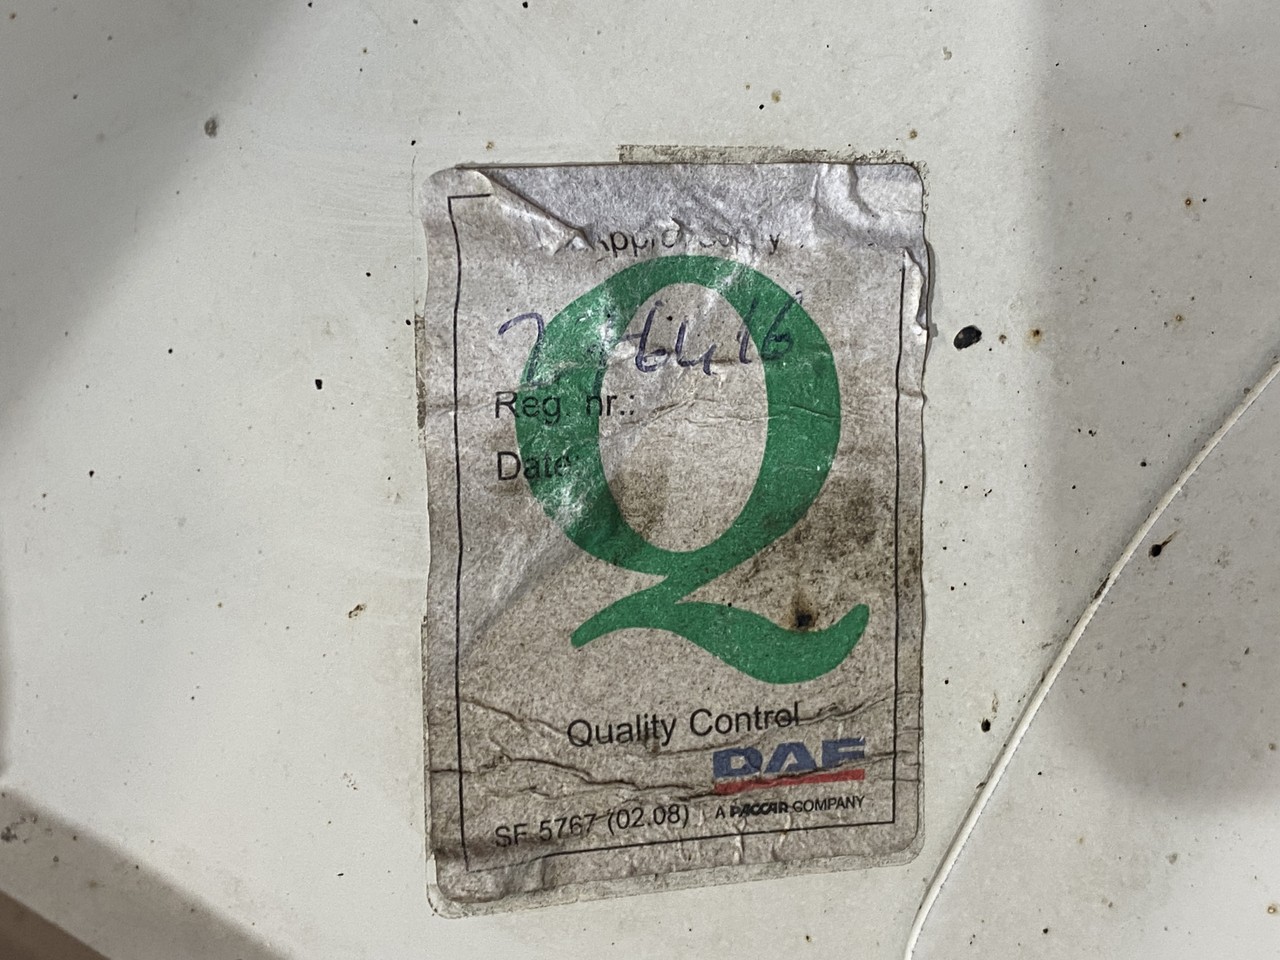 Reg. nr.:
Date:
Q
Quality Control
DAF
A PACCAR COMPANY
SF 5767 (02.08)